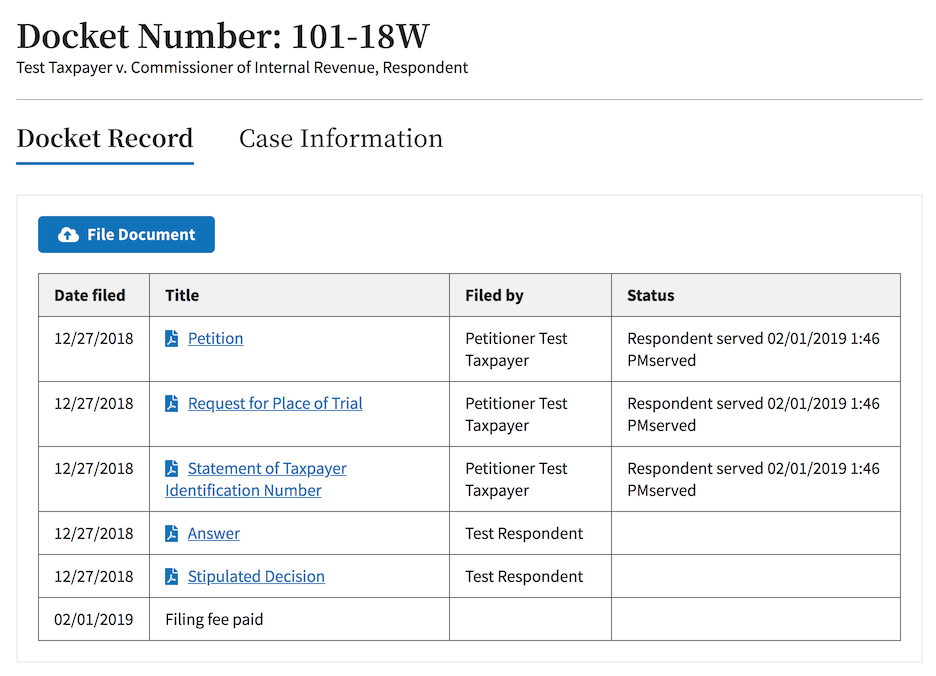 Docket Number: 101-18W
Test Taxpayer v. Commissioner of Internal Revenue, Respondent
Docket Record
Case Information
File Document
Date filed
Title
Filed by
Status
12/27/2018
Petition
Petitioner Test
Taxpayer
Respondent served 02/01/2019 1:46
PMserved
12/27/2018
Request for Place of Trial
Petitioner Test
Taxpayer
Respondent served 02/01/2019 1:46
PMserved
12/27/2018
Statement of Taxpayer
Identification Number
Petitioner Test
Taxpayer
Respondent served 02/01/2019 1:46
PMserved
12/27/2018
Answer
Test Respondent
12/27/2018
Stipulated Decision
Test Respondent
02/01/2019
Filing fee paid